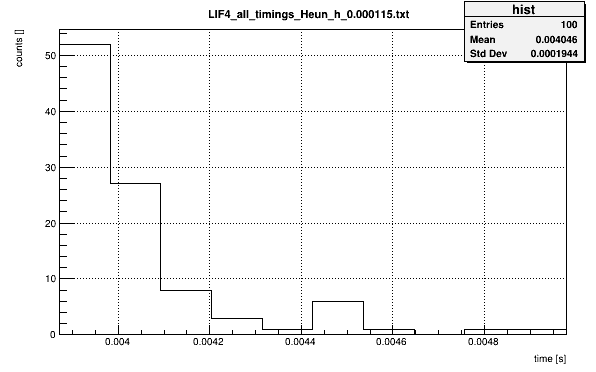 LIF4_all_timings_Heun_h_0.000115.txt
hist
Entries 100
Mean 0.004046
Std Dev 0.0001944
counts []
50
40
30
20
10
0
0.004 0.0042 0.0044 0.0046 0.0048
time [s]